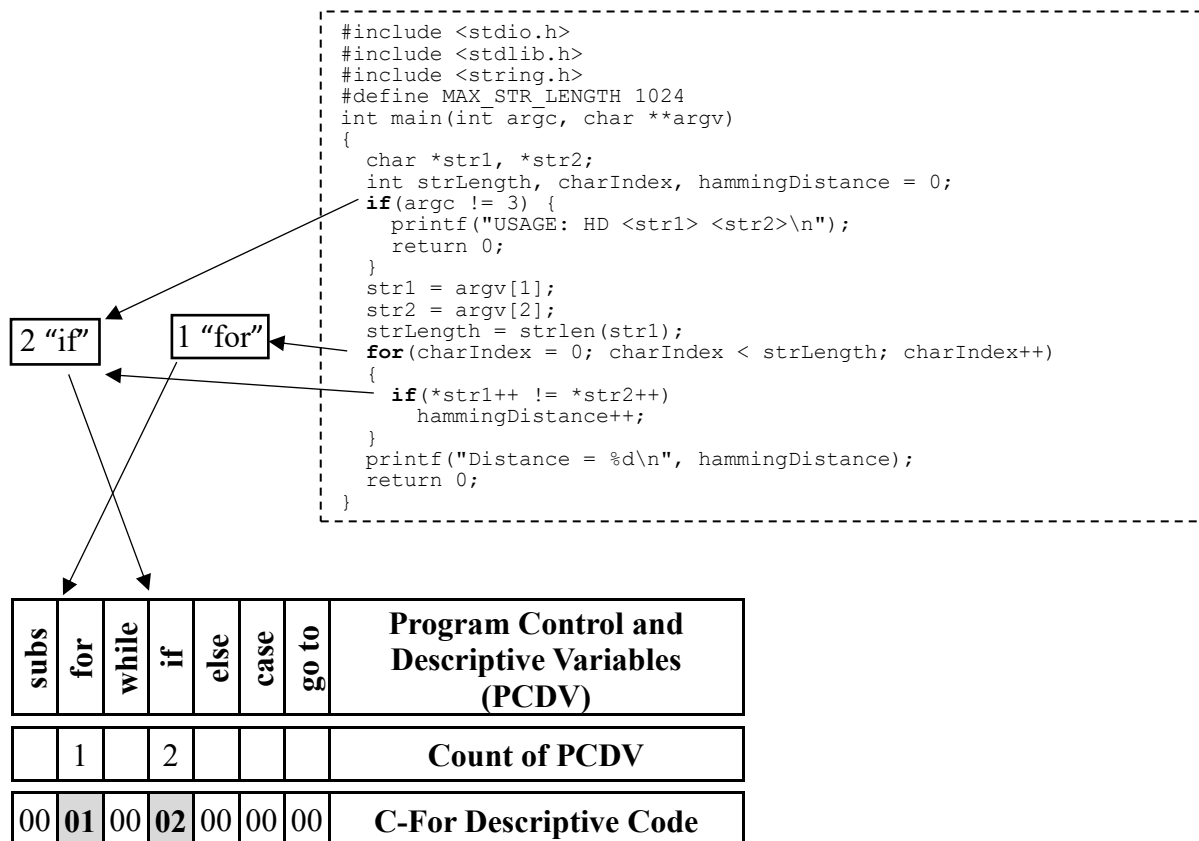 #include <stdio.h>
#include <stdlib.h>
#include <string.h>
#define MAX_STR_LENGTH 1024
int main(int argc, char **argv)
{
  char *str1, *str2;
  int strLength, charIndex, hammingDistance = 0;
  if(argc != 3) {
    printf("USAGE: HD <str1> <str2>\n");
    return 0;
  }
  str1 = argv[1];
  str2 = argv[2];
  strLength = strlen(str1);
  for(charIndex = 0; charIndex < strLength; charIndex++)
  {
    if(*str1++ != *str2++)
      hammingDistance++;
  }
  printf("Distance = %d\n", hammingDistance);
  return 0;
}
2 “if”
1 “for”
subs for while if else case go to
Program Control and
Descriptive Variables
(PCDV)
1 2 Count of PCDV
00 01 00 02 00 00 00 C-For Descriptive Code